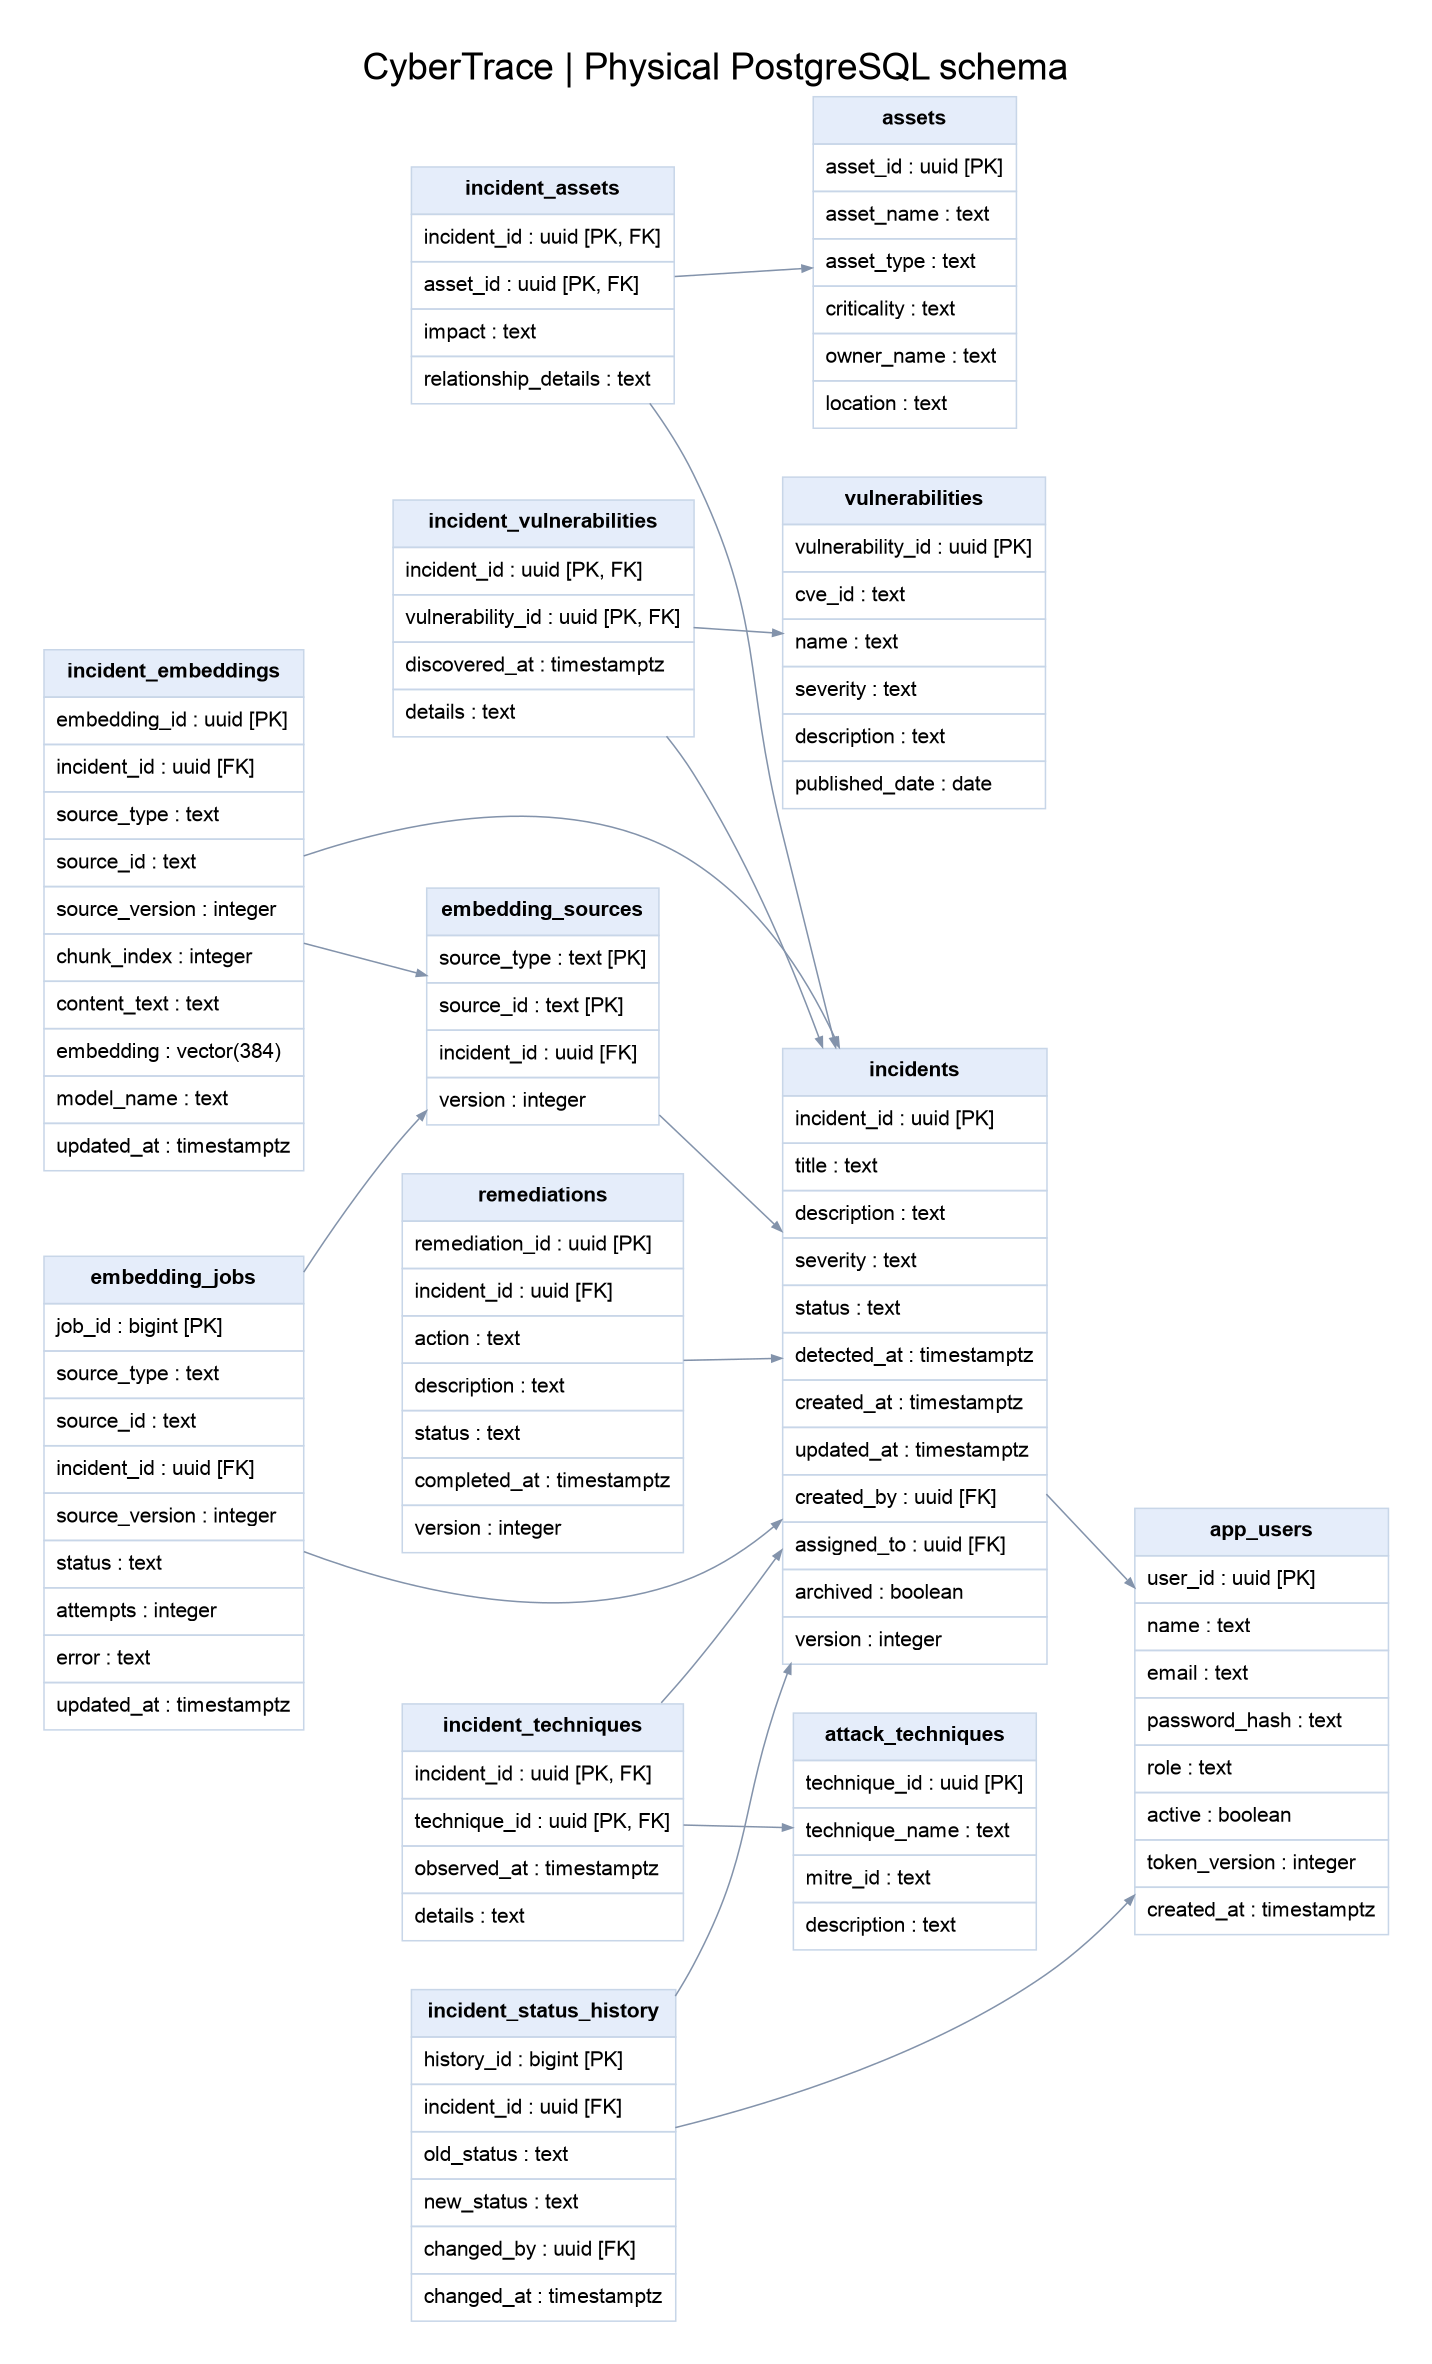 CyberTrace | Physical PostgreSQL schema
assets
asset_id : uuid [PK]
asset_name : text
asset_type : text
criticality : text
owner_name : text
location : text
incident_assets
incident_id : uuid [PK, FK]
asset_id : uuid [PK, FK]
impact : text
relationship_details : text
vulnerabilities
vulnerability_id : uuid [PK]
cve_id : text
name : text
severity : text
description : text
published_date : date
incident_vulnerabilities
incident_id : uuid [PK, FK]
vulnerability_id : uuid [PK, FK]
discovered_at : timestamptz
details : text
incident_embeddings
embedding_id : uuid [PK]
incident_id : uuid [FK]
source_type : text
source_id : text
source_version : integer
chunk_index : integer
content_text : text
embedding : vector(384)
model_name : text
updated_at : timestamptz
embedding_sources
source_type : text [PK]
source_id : text [PK]
incident_id : uuid [FK]
version : integer
incidents
incident_id : uuid [PK]
title : text
description : text
severity : text
status : text
detected_at : timestamptz
created_at : timestamptz
updated_at : timestamptz
created_by : uuid [FK]
assigned_to : uuid [FK]
archived : boolean
version : integer
remediations
remediation_id : uuid [PK]
incident_id : uuid [FK]
action : text
description : text
status : text
completed_at : timestamptz
version : integer
embedding_jobs
job_id : bigint [PK]
source_type : text
source_id : text
incident_id : uuid [FK]
source_version : integer
status : text
attempts : integer
error : text
updated_at : timestamptz
app_users
user_id : uuid [PK]
name : text
email : text
password_hash : text
role : text
active : boolean
token_version : integer
created_at : timestamptz
incident_techniques
incident_id : uuid [PK, FK]
technique_id : uuid [PK, FK]
observed_at : timestamptz
details : text
attack_techniques
technique_id : uuid [PK]
technique_name : text
mitre_id : text
description : text
incident_status_history
history_id : bigint [PK]
incident_id : uuid [FK]
old_status : text
new_status : text
changed_by : uuid [FK]
changed_at : timestamptz